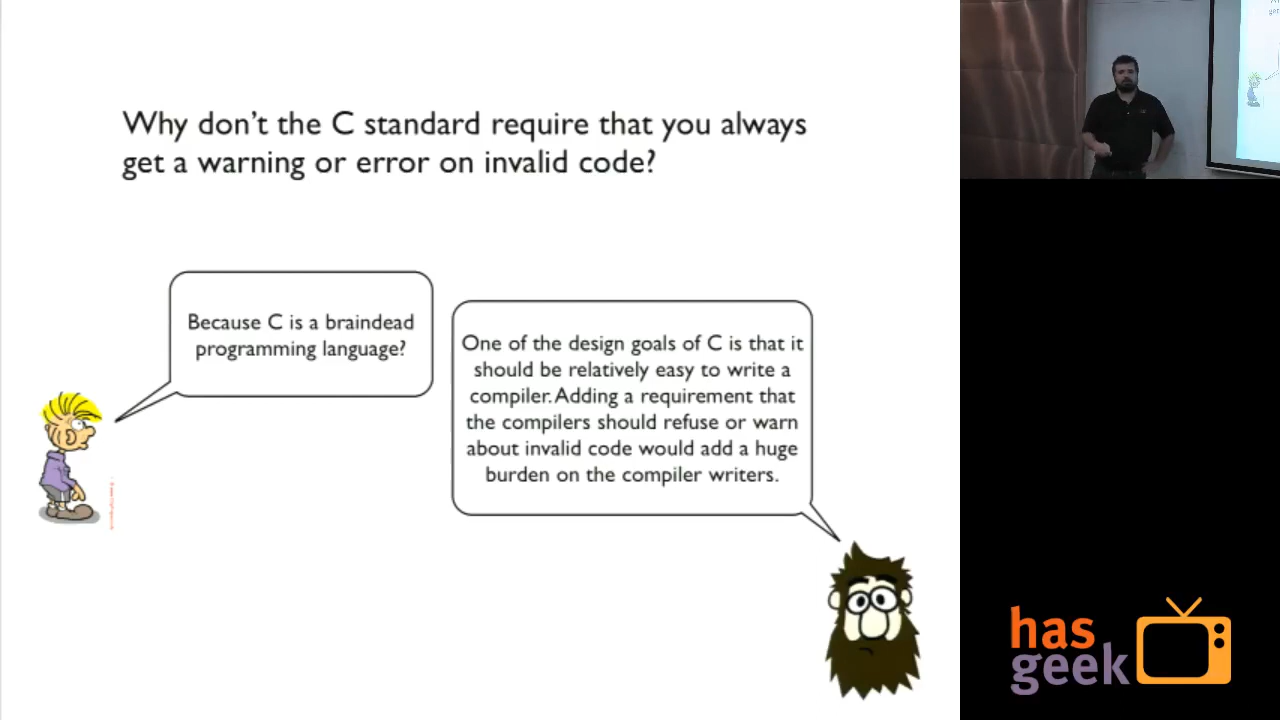 Why don't the C standard require that you always
get a warning or error on invalid code?
Because C is a braindead
programming language?
One of the design goals of C is that it
should be relatively easy to write a
compiler. Adding a requirement that
the compilers should refuse or warn
about invalid code would add a huge
burden on the compiler writers.
has
geek